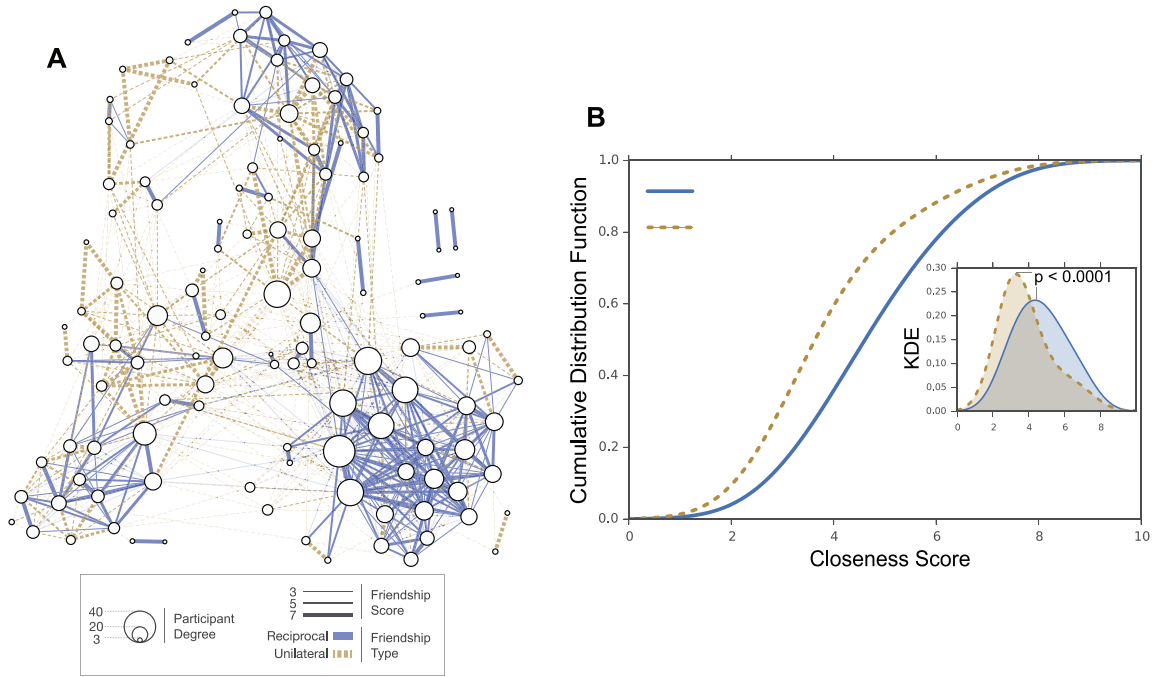 A
B
Cumulative Distribution Function
1.0
0.8
0.6
0.4
0.2
0.0
0
2
4
6
8
10
Closeness Score
KDE
0.30
0.25
0,20
0.15
0.10
0,05
0.00
0
2
4
6
8
p < 0.0001
40
20
3
Participant
Degree
3
5
7
Friendship
Score
Reciprocal
Unilateral
Friendship
Type